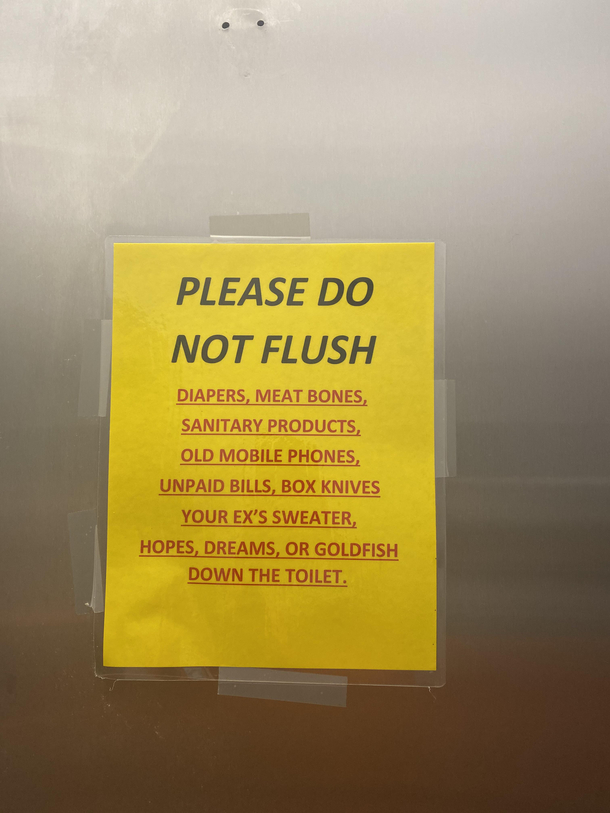 PLEASE DO
NOT FLUSH
DIAPERS, MEAT BONES,
SANITARY PRODUCTS,
OLD MOBILE PHONES,
UNPAID BILLS, BOX KNIVES
YOUR EX’S SWEATER,
HOPES, DREAMS, OR GOLDFISH
DOWN THE TOILET.